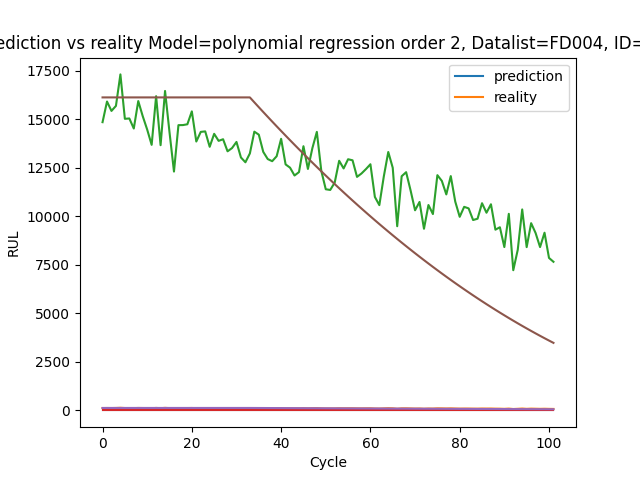 ediction vs reality Model=polynomial regression order 2, Datalist=FD004, ID=
prediction
reality
RUL
17500
15000
12500
10000
7500
5000
2500
0
0 20 40 60 80 100
Cycle